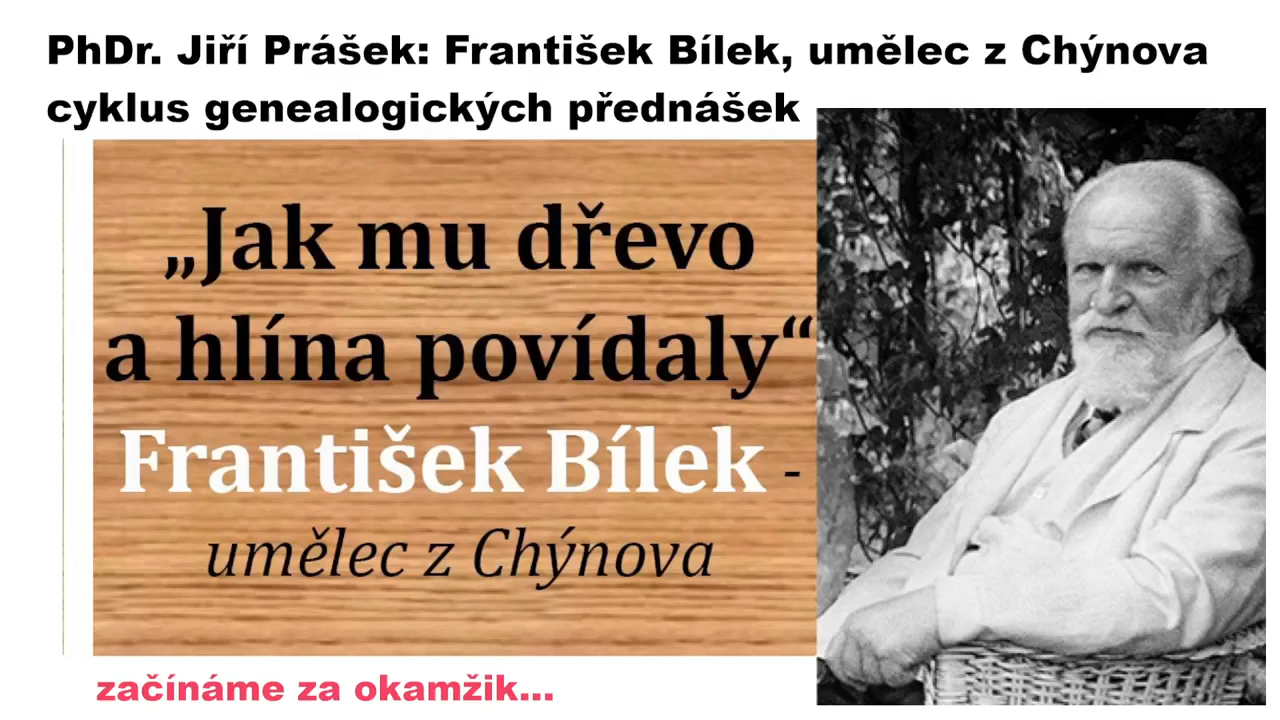 PhDr. Jiří Prášek: František Bílek, umělec z Chýnova
cyklus genealogických přednášek
„Jak mu dřevo
a hlína povídaly“
František Bílek -
umělec z Chýnova
začínáme za okamžik...